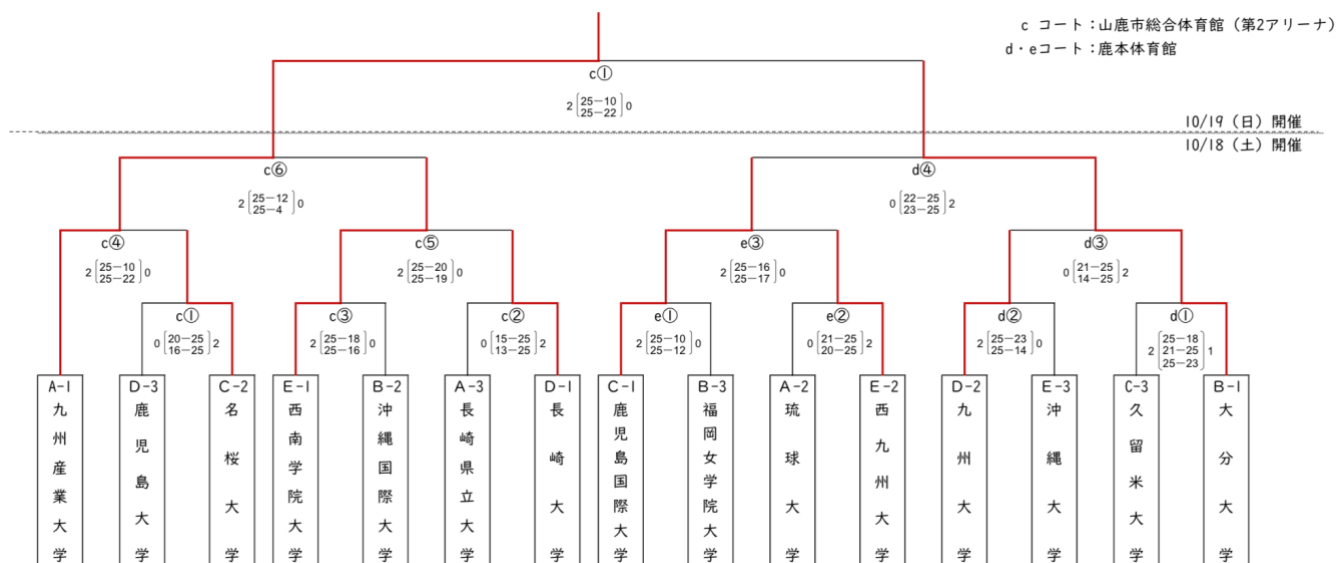 c コート：山鹿市総合体育館（第2アリーナ）
d・eコート：鹿本体育館
c①
2 25−10 0
25−22
10/19（日）開催
10/18（土）開催
c⑥
2 25−12 0
25−4
d④
0 22−25 2
23−25
c④
2 25−10 0
25−22
c⑤
2 25−20 0
25−19
e③
2 25−16 0
25−17
d③
0 21−25 2
14−25
c①
0 20−25 2
16−25
c③
2 25−18 0
25−16
c②
0 15−25 2
13−25
e①
2 25−10 0
25−12
e②
0 21−25 2
20−25
d②
2 25−23 0
25−14
d①
25−18
2 21−25 1
25−23
A-1
九州産業大学
D-3
鹿児島大学
C-2
名桜大学
E-1
西南学院大学
B-2
沖縄国際大学
A-3
長崎県立大学
D-1
長崎大学
C-1
鹿児島国際大学
B-3
福岡女学院大学
A-2
琉球大学
E-2
西九州大学
D-2
九州大学
E-3
沖縄大学
C-3
久留米大学
B-1
大分大学